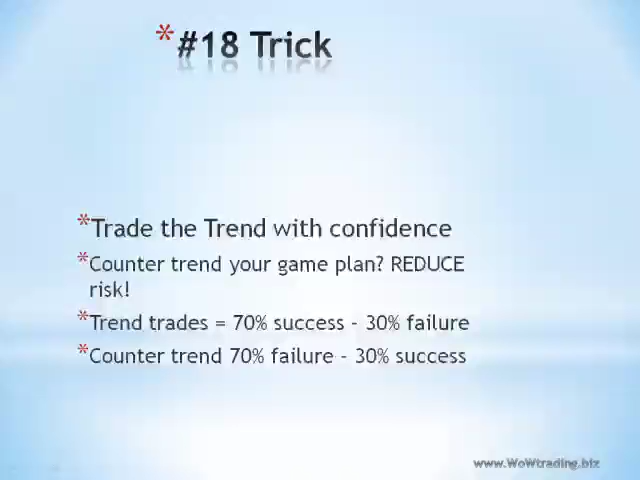 *#18 Trick
*Trade the Trend with confidence
*Counter trend your game plan? REDUCE
risk!
*Trend trades = 70% success - 30% failure
*Counter trend 70% failure - 30% success
www.WoWtrading.biz